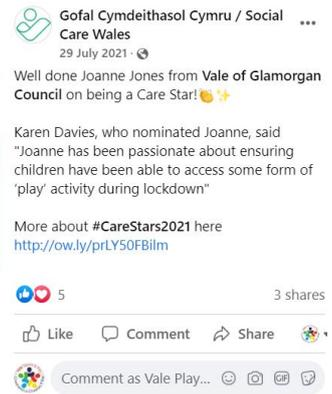 Gofal Cymdeithasol Cymru / Social
Care Wales
29 July 2021 ·
Well done Joanne Jones from Vale of Glamorgan
Council on being a Care Star!👏✨
Karen Davies, who nominated Joanne, said
"Joanne has been passionate about ensuring
children have been able to access some form of
'play' activity during lockdown"
More about #CareStars2021 here
http://ow.ly/prLY50FBilm
5
3 shares
Like Comment Share
Comment as Vale Play... GIF